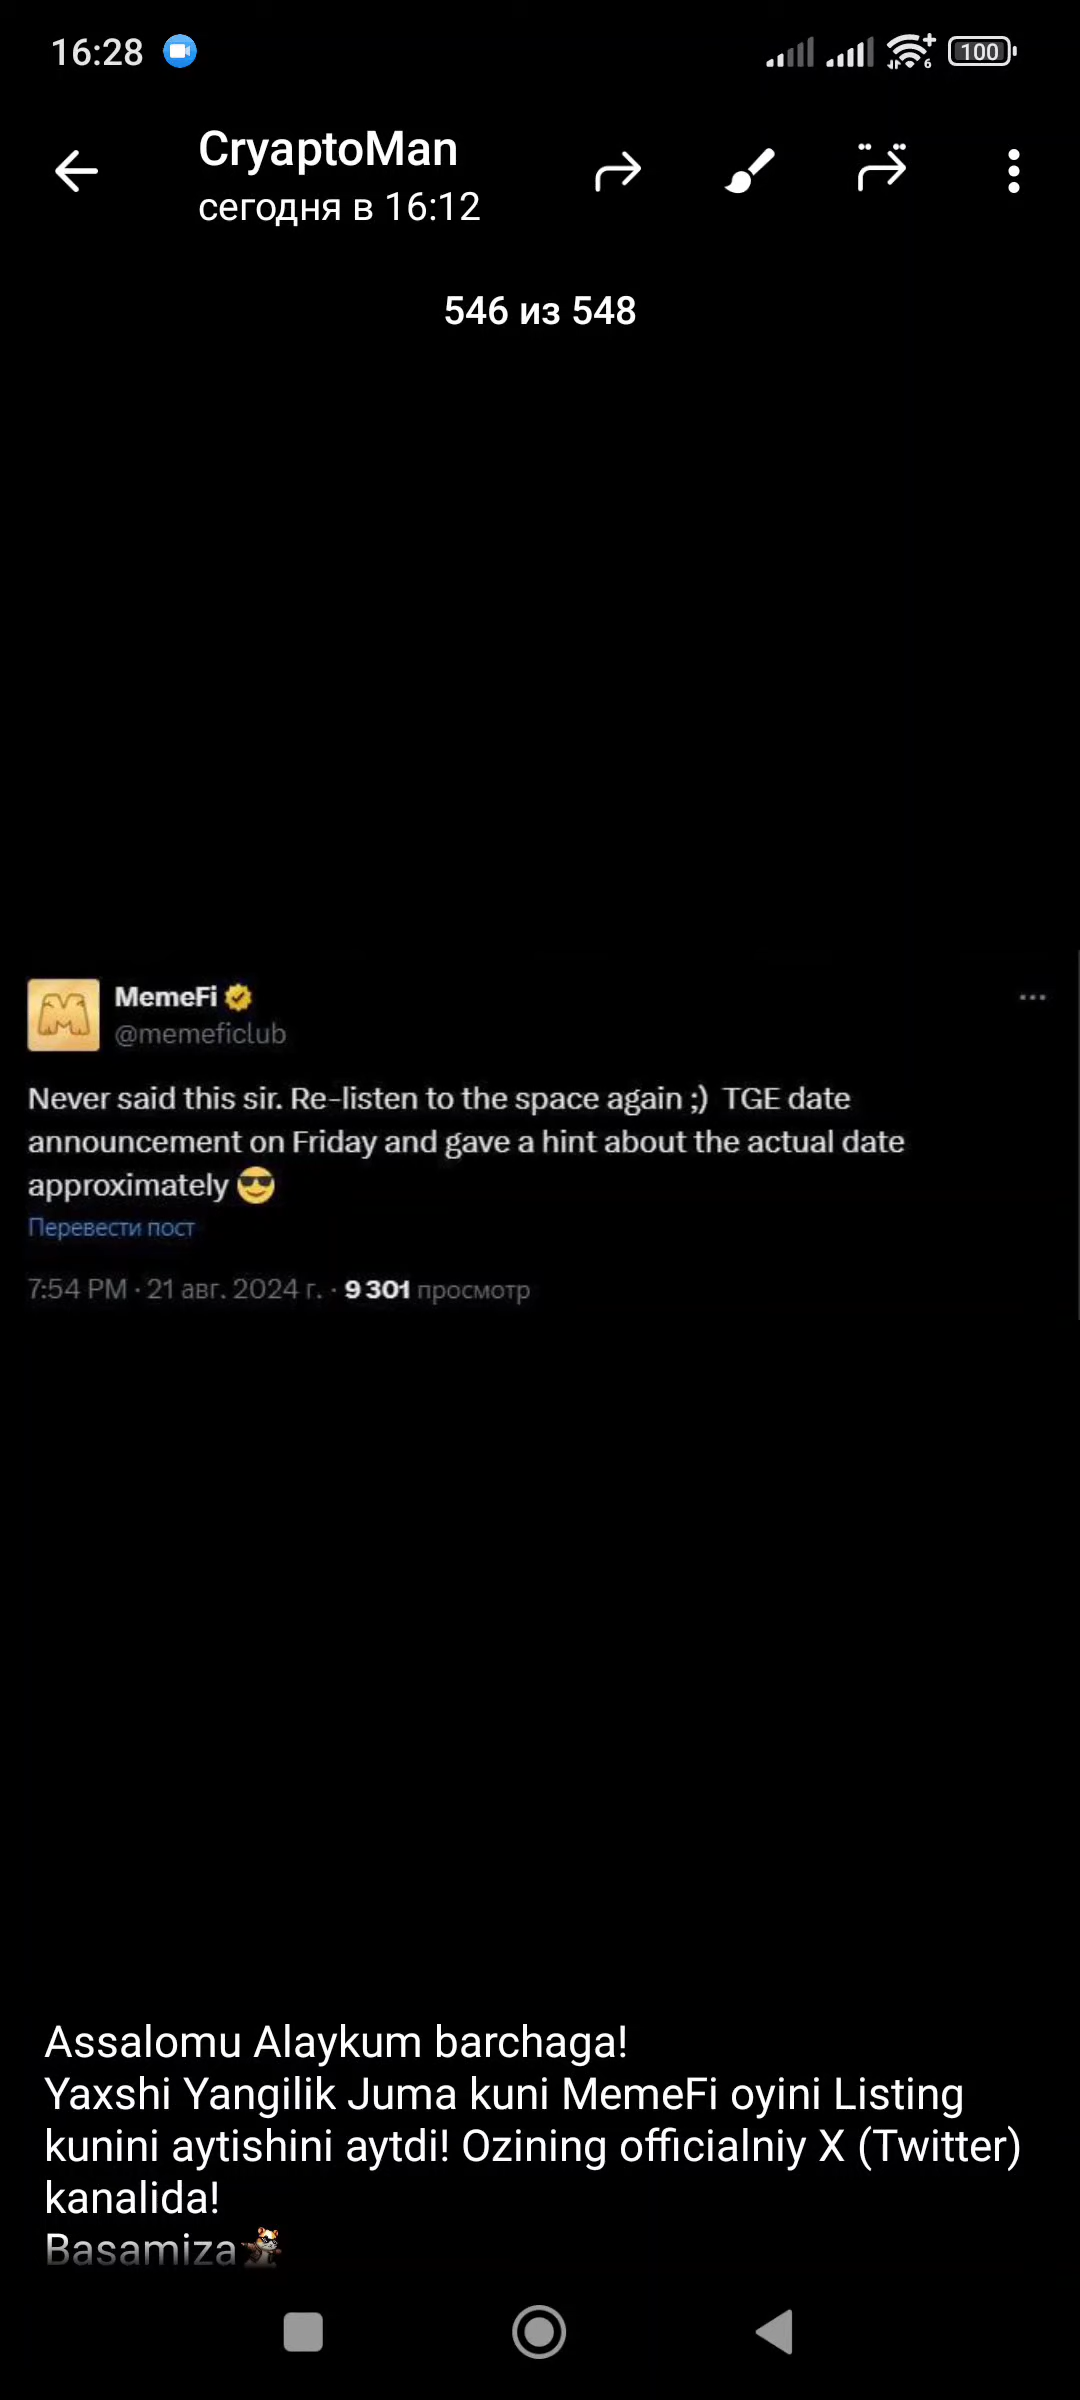 16:28
100
CryaptoMan
сегодня в 16:12
546 из 548
MemeFi
@memeficlub
Never said this sir. Re-listen to the space again ;) TGE date
announcement on Friday and gave a hint about the actual date
approximately 😎
Перевести пост
7:54 PM · 21 авг. 2024 г. · 9 301 просмотр
Assalomu Alaykum barchaga!
Yaxshi Yangilik Juma kuni MemeFi oyini Listing
kunini aytishini aytdi! Ozining officialniy X (Twitter)
kanalida!
Basamiza